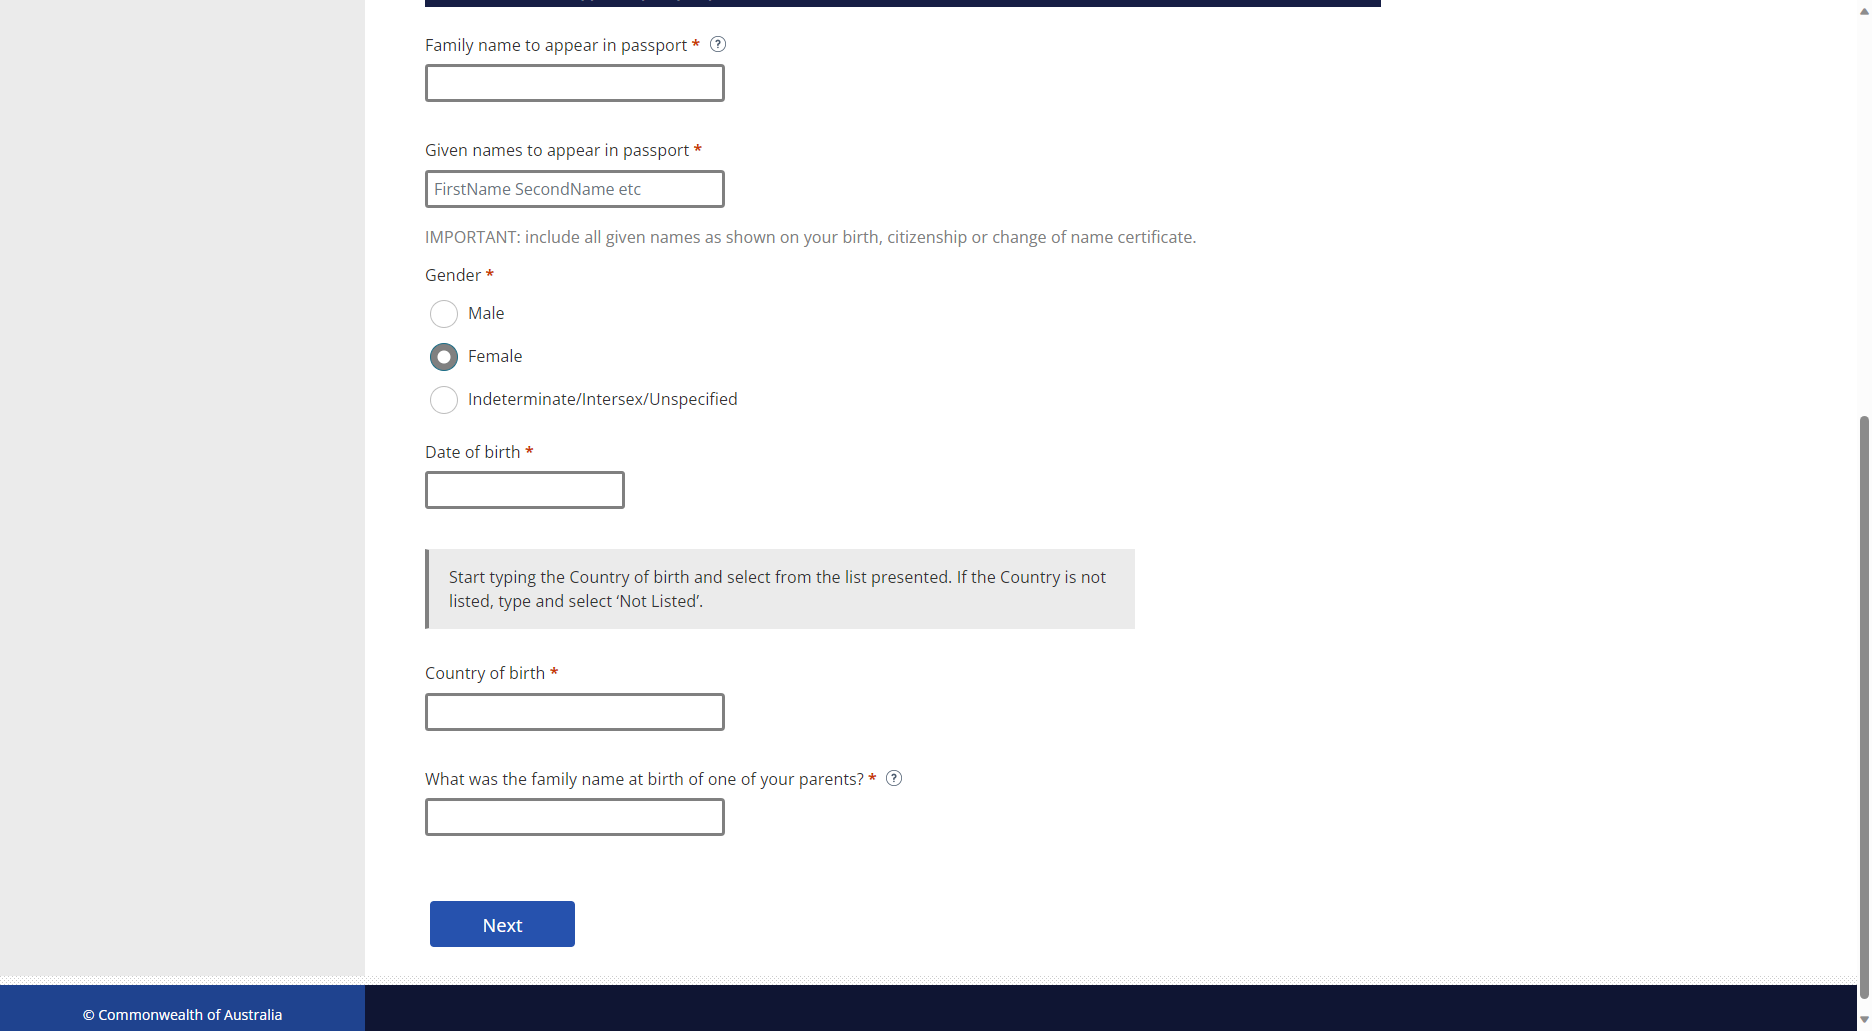 Family name to appear in passport * ?
Given names to appear in passport *
FirstName SecondName etc
IMPORTANT: include all given names as shown on your birth, citizenship or change of name certificate.
Gender *
Male
Female
Indeterminate/Intersex/Unspecified
Date of birth *
Start typing the Country of birth and select from the list presented. If the Country is not
listed, type and select ‘Not Listed’.
Country of birth *
What was the family name at birth of one of your parents? * ?
Next
© Commonwealth of Australia